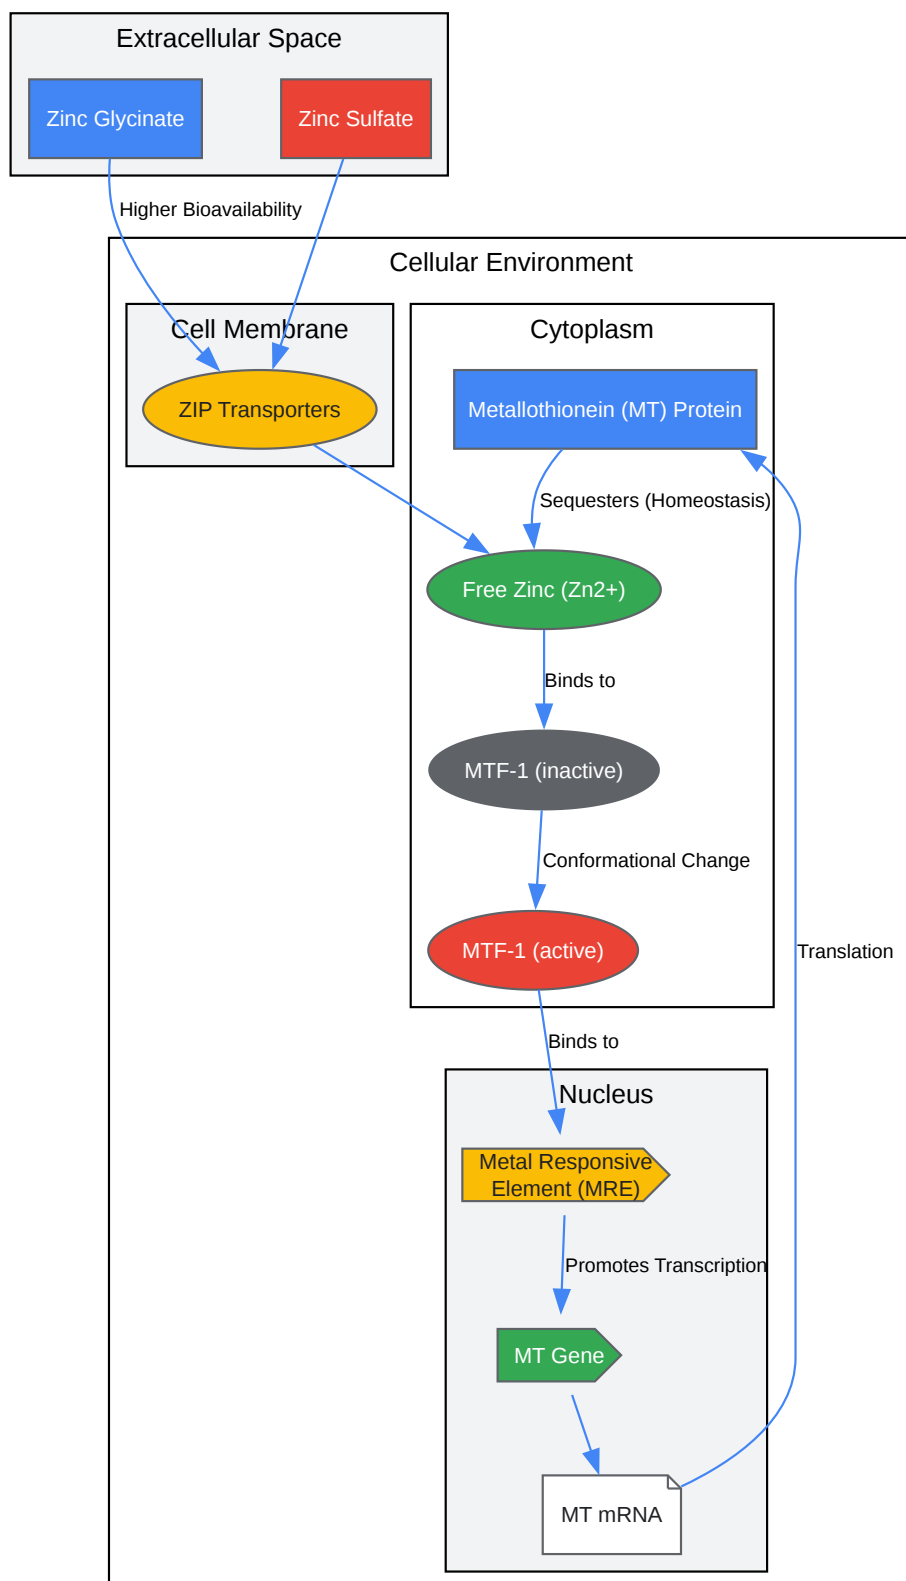 Extracellular Space
Zinc Glycinate
Zinc Sulfate
Higher Bioavailability
Cellular Environment
Cell Membrane
Cytoplasm
ZIP Transporters
Metallothionein (MT) Protein
Sequesters (Homeostasis)
Free Zinc (Zn2+)
Binds to
MTF-1 (inactive)
Conformational Change
MTF-1 (active)
Translation
Binds to
Nucleus
Metal Responsive
Element (MRE)
Promotes Transcription
MT Gene
MT mRNA